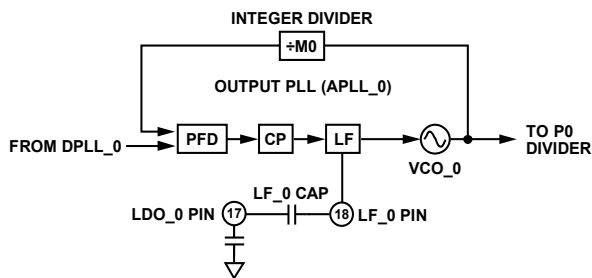 INTEGER DIVIDER
÷M0
OUTPUT PLL (APLL_0)
FROM DPLL_0
PFD
CP
LF
VCO_0
TO P0
DIVIDER
LF_0 CAP
LDO_0 PIN
17
18
LF_0 PIN